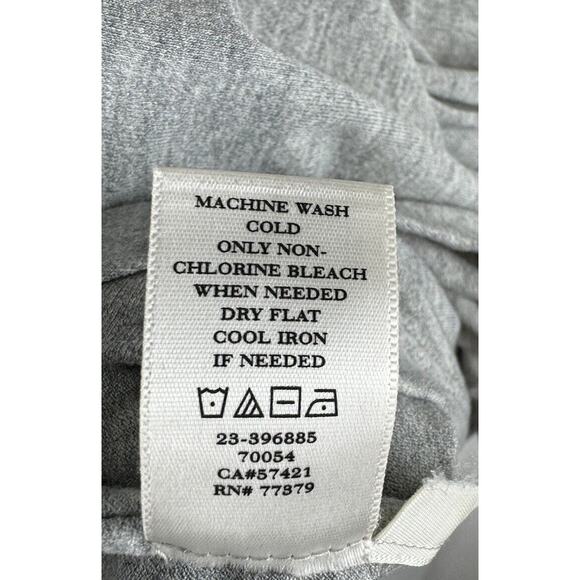 MACHINE WASH
COLD
ONLY NON-
CHLORINE BLEACH
WHEN NEEDED
DRY FLAT
COOL IRON
IF NEEDED
23-396885
70054
CA#57421
RN# 77379